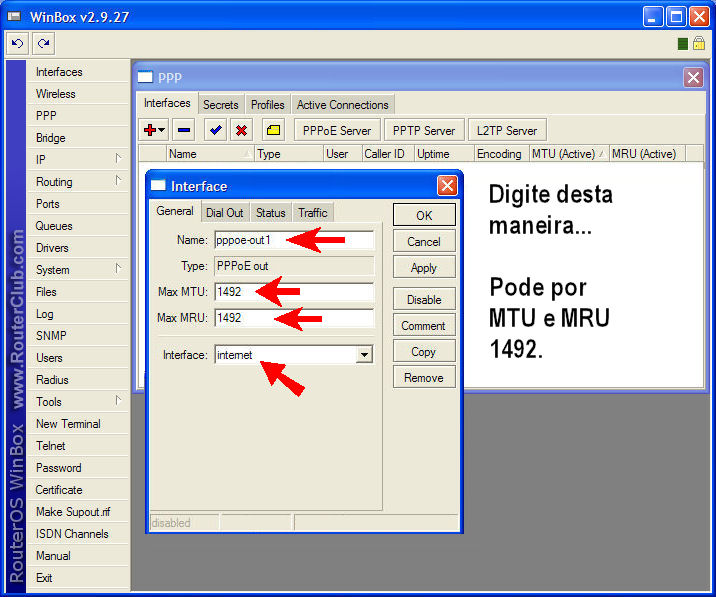 WinBox v2.9.27
Interfaces
Wireless
PPP
Bridge
IP
Routing
Ports
Queues
Drivers
System
Files
Log
SNMP
Users
Radius
Tools
New Terminal
Telnet
Password
Certificate
Make Supout.rif
ISDN Channels
Manual
Exit
RouterOS WinBox www.RouterClub.com
PPP
Interfaces Secrets Profiles Active Connections
PPPoE Server PPTP Server L2TP Server
Name Type User Caller ID Uptime Encoding MTU (Active) MRU (Active)
Interface
General Dial Out Status Traffic
Name: pppoe-out1
Type: PPPoE out
Max MTU: 1492
Max MRU: 1492
Interface: internet
OK
Cancel
Apply
Disable
Comment
Copy
Remove
disabled
Digite desta
maneira...
Pode por
MTU e MRU
1492.